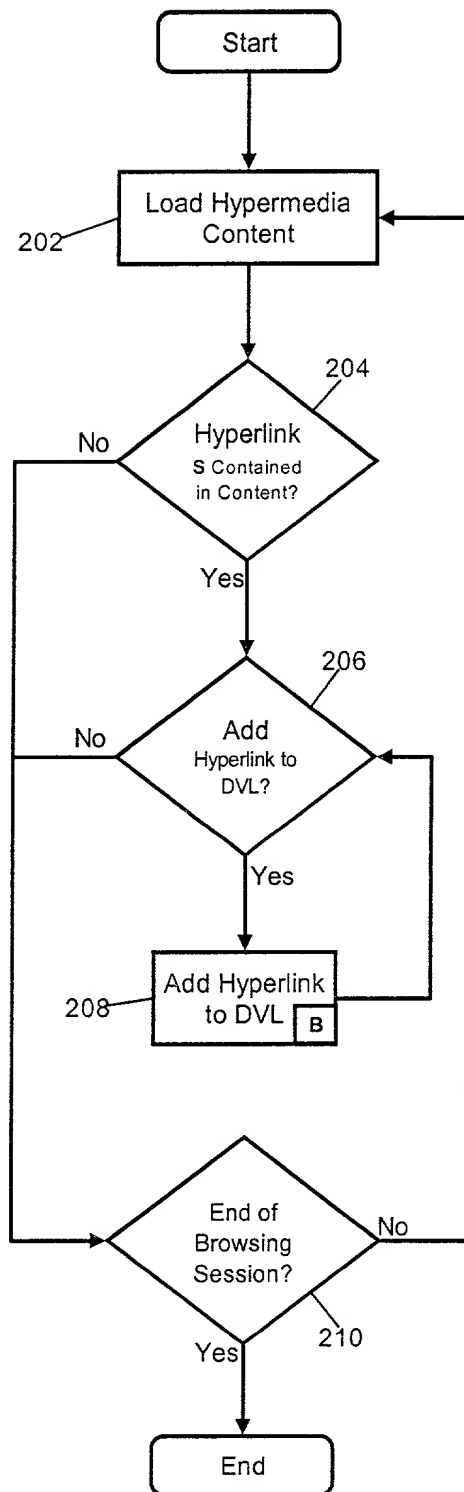 Start
Load Hypermedia
Content
202
204
Hyperlink
S Contained
in Content?
No
Yes
206
Add
Hyperlink to
DVL?
No
Yes
Add Hyperlink
to DVL
B
208
End of
Browsing
Session?
No
210
Yes
End